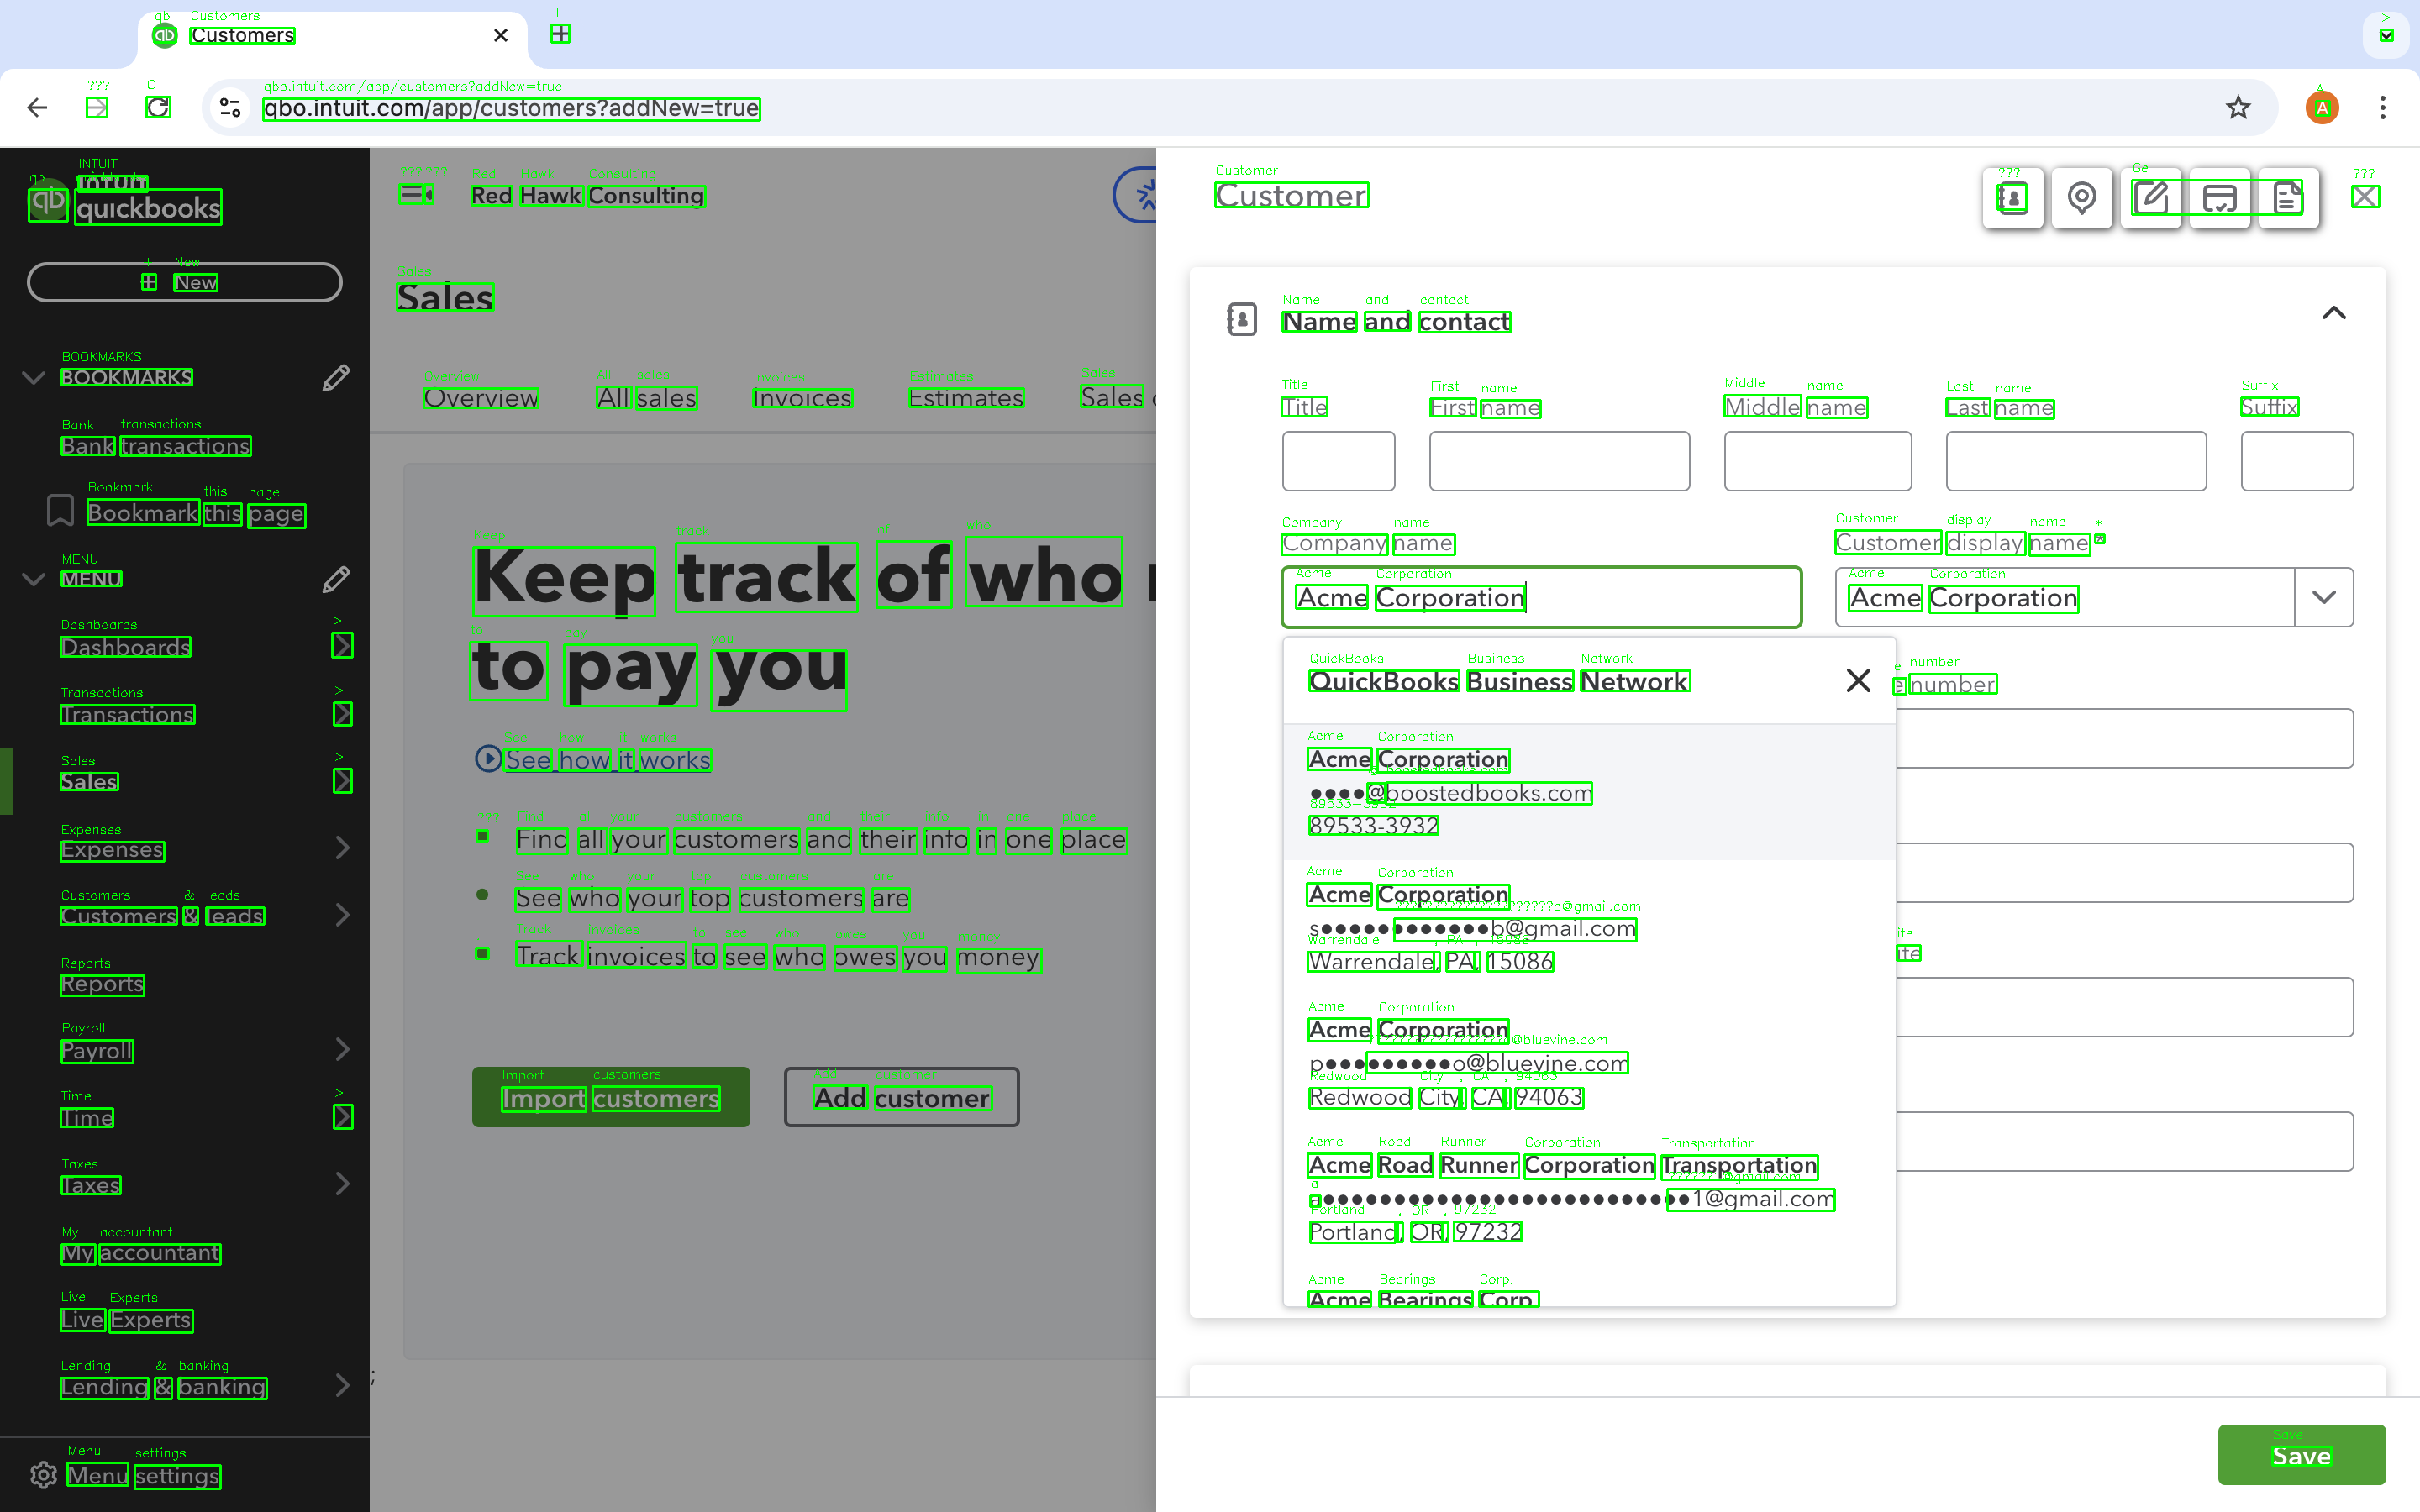 Customers
qbo.intuit.com/app/customers?addNew=true
A
INTUIT
quickbooks
New
BOOKMARKS
Bank transactions
Bookmark this page
MENU
Dashboards
Transactions
Sales
Expenses
Customers & leads
Reports
Payroll
Time
Taxes
My accountant
Live Experts
Lending & banking
Menu settings
Red Hawk Consulting
Sales
Overview All sales Invoices Estimates Sales
Keep track of who
to pay you
See how it works
Find all your customers and their info in one place
See who your top customers are
Track invoices to see who owes you money
Import customers Add customer
Customer
Name and contact
Title First name Middle name Last name Suffix
Company name Customer display name *
Acme Corporation Acme Corporation
QuickBooks Business Network
number
Acme Corporation
••••@boostedbooks.com
89533-3932
Acme Corporation
s••••••••••••b@gmail.com
Warrendale, PA, 15086
Acme Corporation
p•••••••••o@bluevine.com
Redwood City, CA, 94063
Acme Road Runner Corporation Transportation
a••••••••••••••••••••••••••1@gmail.com
Portland, OR, 97232
Acme Bearings Corp.
Save